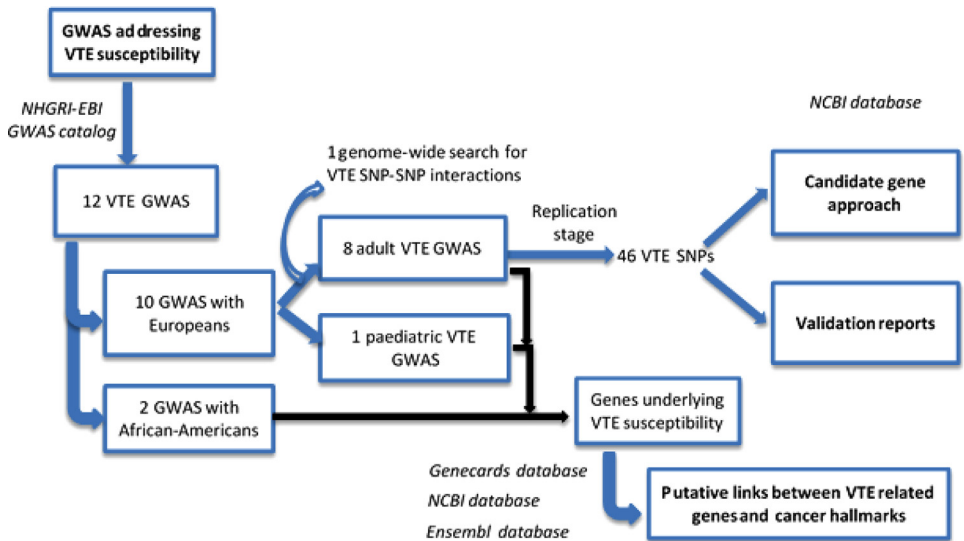 GWAS ad dressing
VTE susceptibility
NHGRI-EBI
GWAS catalog
NCBI database
12 VTE GWAS
1 genome-wide search for
VTE SNP-SNP interactions
Candidate gene
approach
8 adult VTE GWAS
Replication
stage
46 VTE SNPs
10 GWAS with
Europeans
1 paediatric VTE
GWAS
Validation reports
2 GWAS with
African-Americans
Genes underlying
VTE susceptibility
Genecards database
NCBI database
Ensembl database
Putative links between VTE related
genes and cancer hallmarks